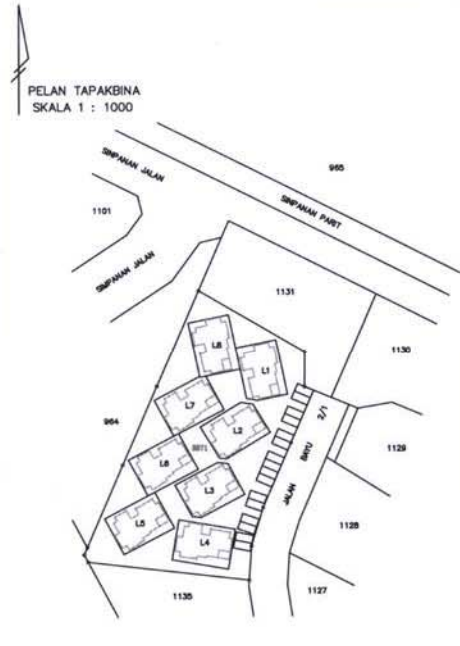 PELAN TAPAKBINA
SKALA 1 : 1000
965
SIMPANAN JALAN
SIMPANAN PARIT
1101
SIMPANAN JALAN
1131
1130
L8
L1
L7
2/1
964
L2
BAYU
1129
L6
L3
JALAN
L5
1128
L4
1127
1135